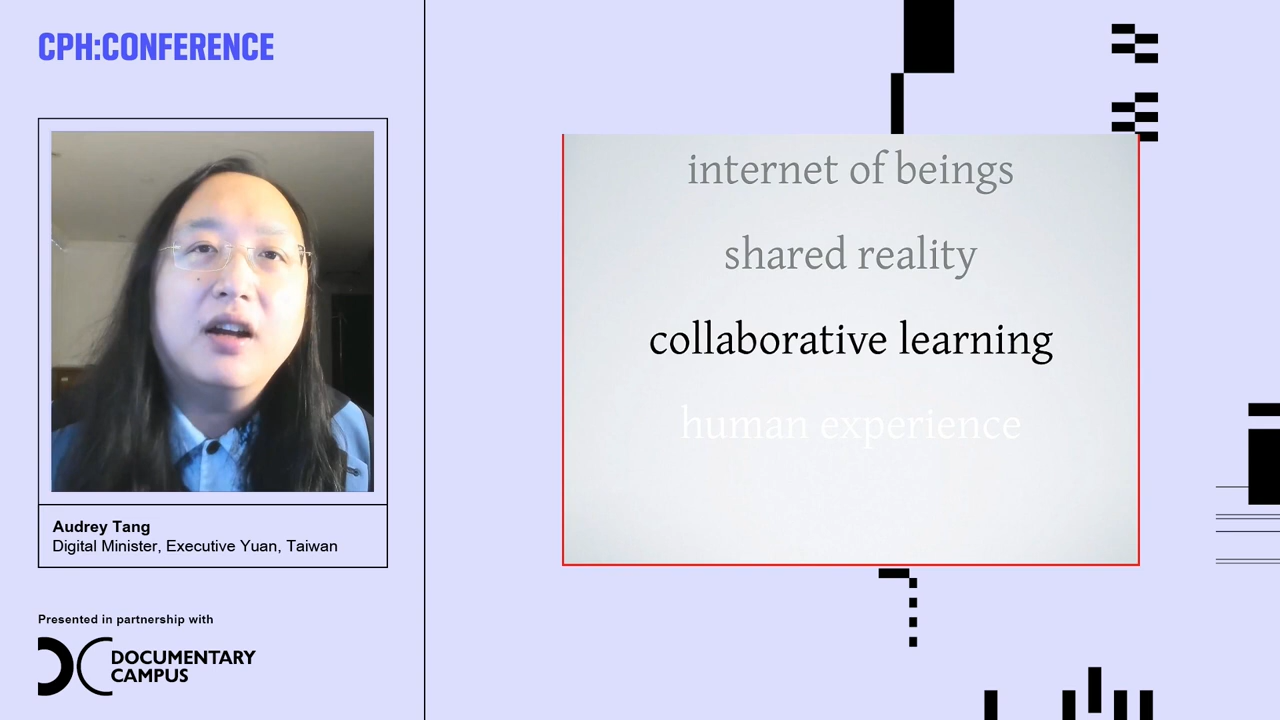 CPH:CONFERENCE
Audrey Tang
Digital Minister, Executive Yuan, Taiwan
Presented in partnership with
DOCUMENTARY
CAMPUS
internet of beings
shared reality
collaborative learning
human experience